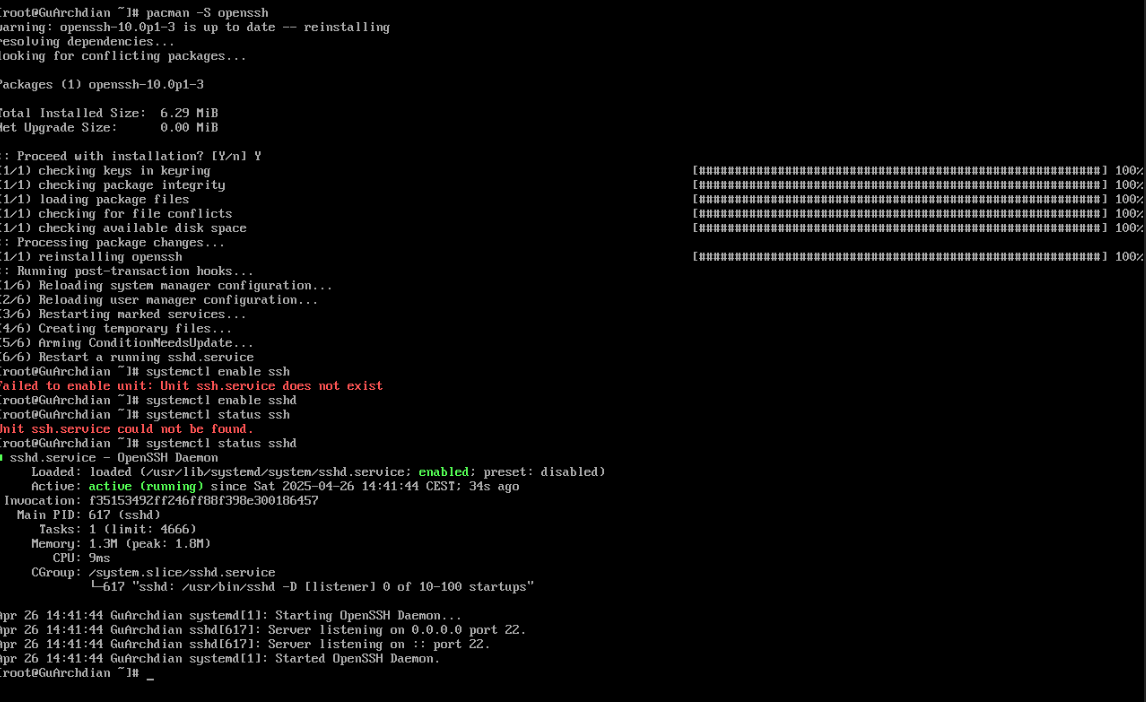 [root@GuArchdian ~]# pacman -S openssh
warning: openssh-10.0p1-3 is up to date -- reinstalling
resolving dependencies...
looking for conflicting packages...
Packages (1) openssh-10.0p1-3
Total Installed Size:  6.29 MiB
Net Upgrade Size:      0.00 MiB
:: Proceed with installation? [Y/n] Y
(1/1) checking keys in keyring [########################################################] 100%
(1/1) checking package integrity [########################################################] 100%
(1/1) loading package files [########################################################] 100%
(1/1) checking for file conflicts [########################################################] 100%
(1/1) checking available disk space [########################################################] 100%
:: Processing package changes...
(1/1) reinstalling openssh [########################################################] 100%
:: Running post-transaction hooks...
(1/6) Reloading system manager configuration...
(2/6) Reloading user manager configuration...
(3/6) Restarting marked services...
(4/6) Creating temporary files...
(5/6) Arming ConditionNeedsUpdate...
(6/6) Restart a running sshd.service
[root@GuArchdian ~]# systemctl enable ssh
Failed to enable unit: Unit ssh.service does not exist
[root@GuArchdian ~]# systemctl enable sshd
[root@GuArchdian ~]# systemctl status ssh
Unit ssh.service could not be found.
[root@GuArchdian ~]# systemctl status sshd
● sshd.service - OpenSSH Daemon
Loaded: loaded (/usr/lib/systemd/system/sshd.service; enabled; preset: disabled)
Active: active (running) since Sat 2025-04-26 14:41:44 CEST; 34s ago
Invocation: f35153492ff246ff88f398e300186457
Main PID: 617 (sshd)
Tasks: 1 (limit: 4666)
Memory: 1.3M (peak: 1.8M)
CPU: 9ms
CGroup: /system.slice/sshd.service
└─617 "sshd: /usr/bin/sshd -D [listener] 0 of 10-100 startups"
Apr 26 14:41:44 GuArchdian systemd[1]: Starting OpenSSH Daemon...
Apr 26 14:41:44 GuArchdian sshd[617]: Server listening on 0.0.0.0 port 22.
Apr 26 14:41:44 GuArchdian sshd[617]: Server listening on :: port 22.
Apr 26 14:41:44 GuArchdian systemd[1]: Started OpenSSH Daemon.
[root@GuArchdian ~]# _